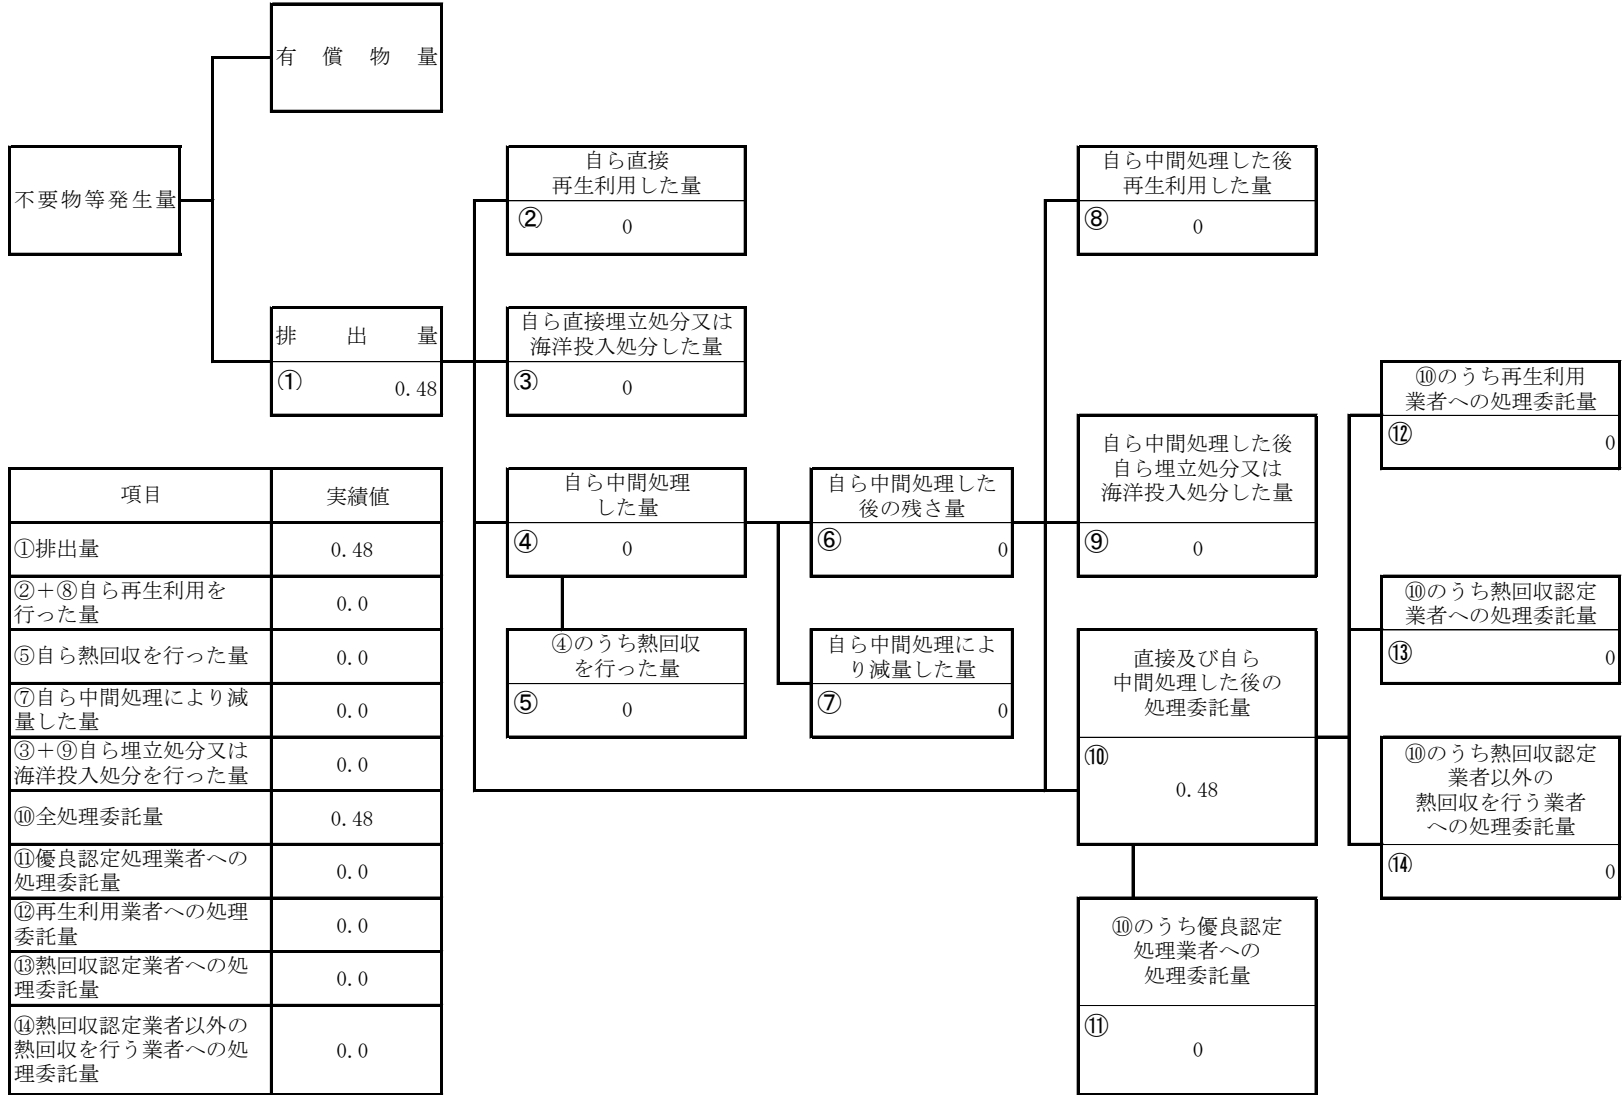 有償物量
不要物等発生量
排出量
① 0.48
自ら直接
再生利用した量
② 0
自ら直接埋立処分又は
海洋投入処分した量
③ 0
自ら中間処理
した量
④ 0
④のうち熱回収
を行った量
⑤ 0
自ら中間処理した
後の残さ量
⑥ 0
自ら中間処理によ
り減量した量
⑦ 0
自ら中間処理した後
再生利用した量
⑧ 0
自ら中間処理した後
自ら埋立処分又は
海洋投入処分した量
⑨ 0
直接及び自ら
中間処理した後の
処理委託量
⑩
0.48
⑩のうち優良認定
処理業者への
処理委託量
⑪
0
⑩のうち再生利用
業者への処理委託量
⑫ 0
⑩のうち熱回収認定
業者への処理委託量
⑬ 0
⑩のうち熱回収認定
業者以外の
熱回収を行う業者
への処理委託量
⑭ 0
項目 実績値
①排出量 0.48
②+⑧自ら再生利用を
行った量 0.0
⑤自ら熱回収を行った量 0.0
⑦自ら中間処理により減
量した量 0.0
③+⑨自ら埋立処分又は
海洋投入処分を行った量 0.0
⑩全処理委託量 0.48
⑪優良認定処理業者への
処理委託量 0.0
⑫再生利用業者への処理
委託量 0.0
⑬熱回収認定業者への処
理委託量 0.0
⑭熱回収認定業者以外の
熱回収を行う業者への処 0.0
理委託量